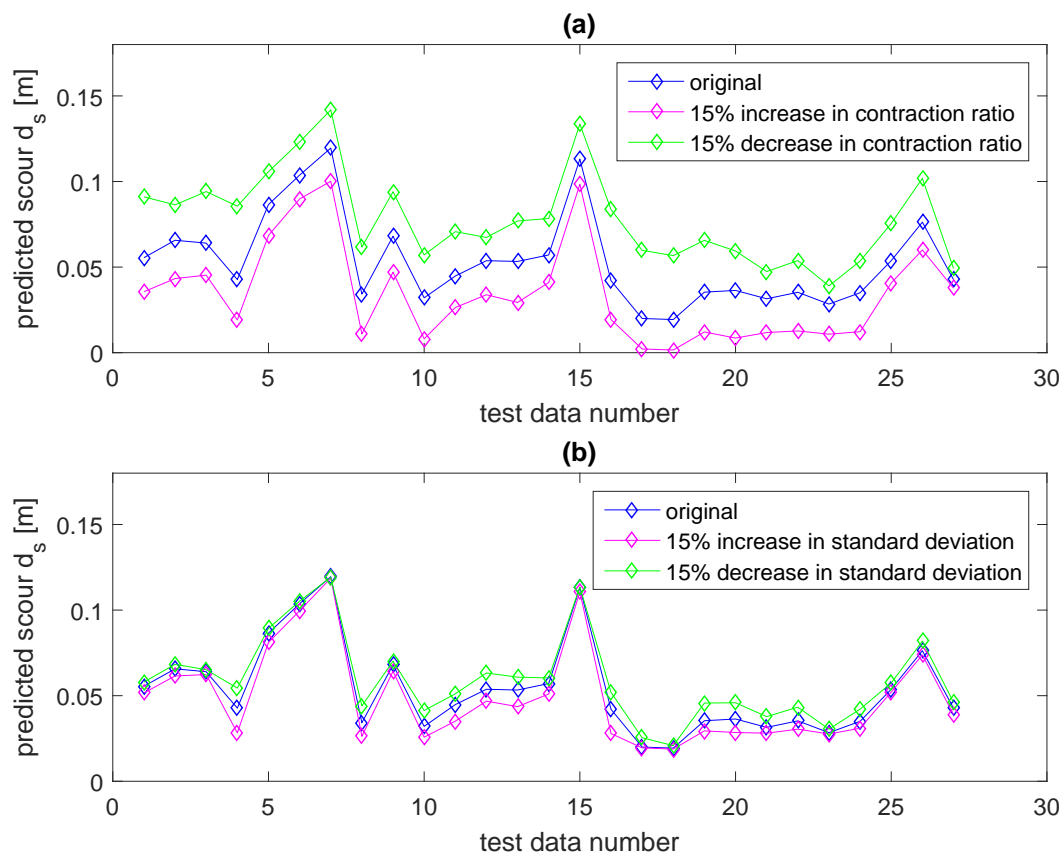 (a)
predicted scour d_s [m]
0.15
0.1
0.05
0
original
15% increase in contraction ratio
15% decrease in contraction ratio
0 5 10 15 20 25 30
test data number
(b)
predicted scour d_s [m]
0.15
0.1
0.05
0
original
15% increase in standard deviation
15% decrease in standard deviation
0 5 10 15 20 25 30
test data number